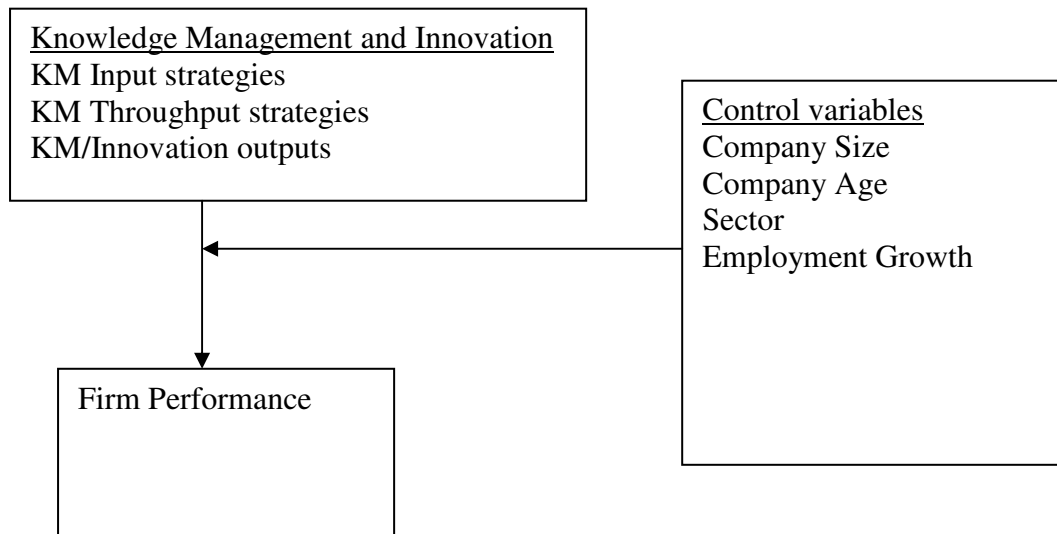 Knowledge Management and Innovation
KM Input strategies
KM Throughput strategies
KM/Innovation outputs
Control variables
Company Size
Company Age
Sector
Employment Growth
Firm Performance